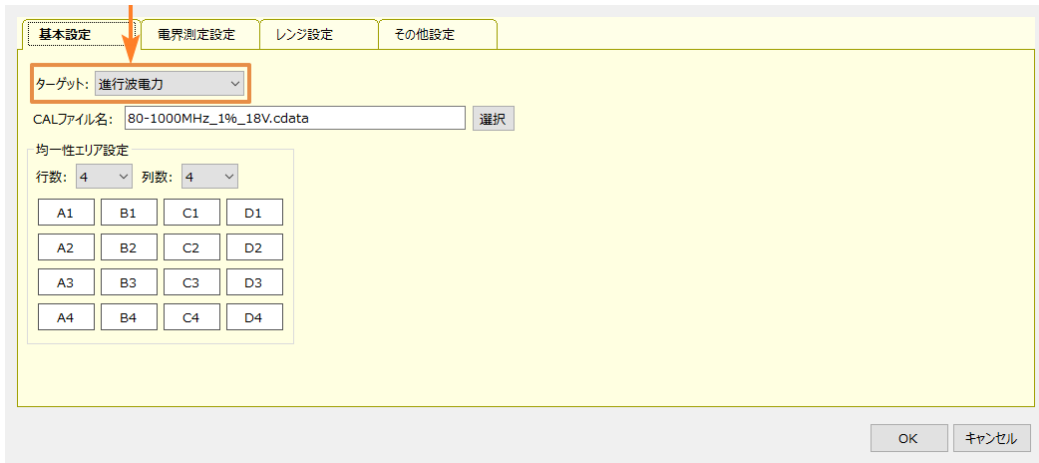 基本設定 電界測定設定 レンジ設定 その他設定
ターゲット: 進行波電力
CALファイル名: 80-1000MHz_1%_18V.cdata 選択
均一性エリア設定
行数: 4 列数: 4
A1 B1 C1 D1
A2 B2 C2 D2
A3 B3 C3 D3
A4 B4 C4 D4
OK キャンセル